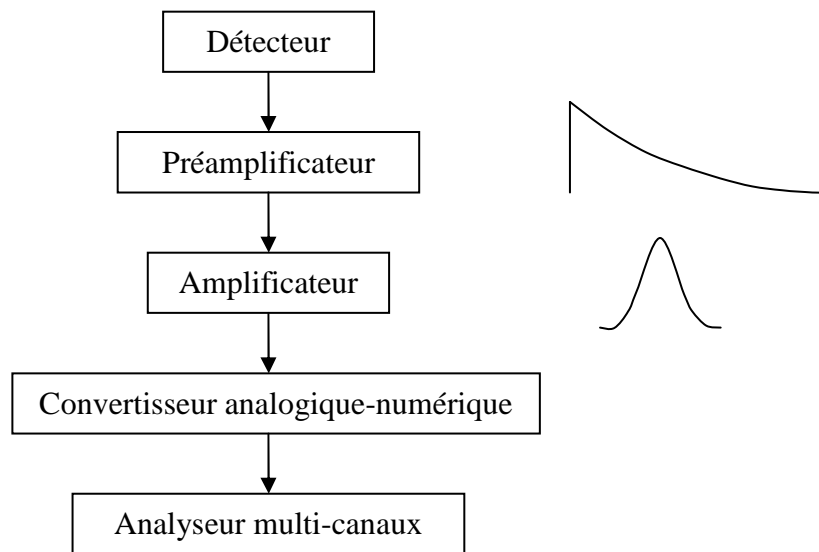 Détecteur
Préamplificateur
Amplificateur
Convertisseur analogique-numérique
Analyseur multi-canaux